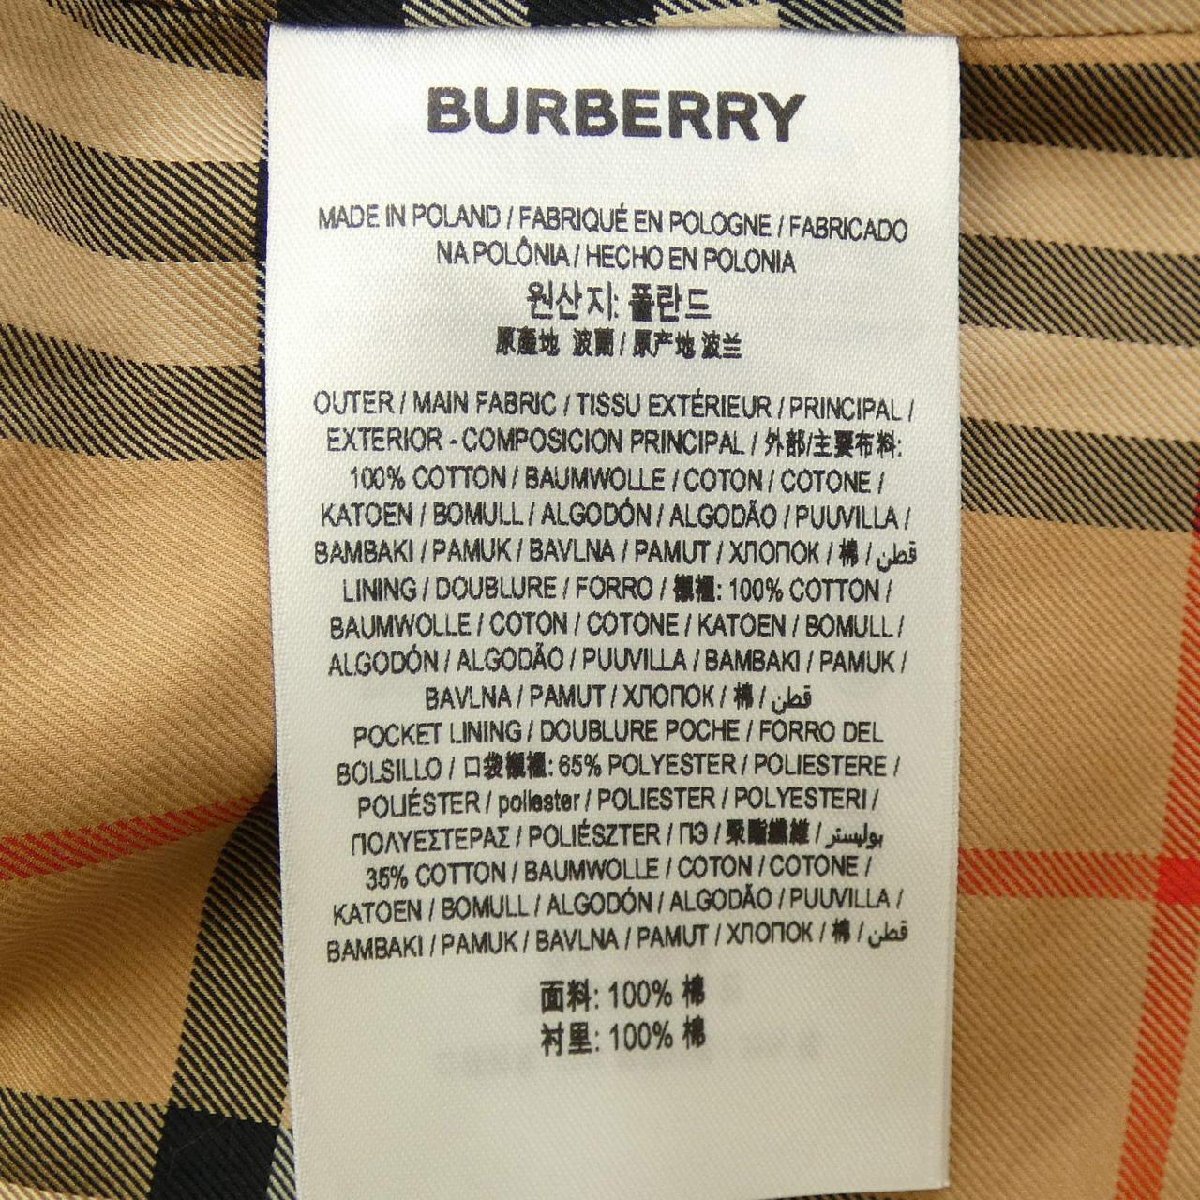 BURBERRY
MADE IN POLAND / FABRIQUÉ EN POLOGNE / FABRICADO
NA POLÔNIA / HECHO EN POLONIA
원산지: 폴란드
原產地 波蘭 / 原产地 波兰
OUTER / MAIN FABRIC / TISSU EXTÉRIEUR / PRINCIPAL /
EXTERIOR - COMPOSICION PRINCIPAL / 外部/主要布料:
100% COTTON / BAUMWOLLE / COTON / COTONE /
KATOEN / BOMULL / ALGODÓN / ALGODÃO / PUUVILLA /
BAMBAKI / PAMUK / BAVLNA / PAMUT / ХЛОПОК / 棉 / قطن
LINING / DOUBLURE / FORRO / 襯裡: 100% COTTON /
BAUMWOLLE / COTON / COTONE / KATOEN / BOMULL /
ALGODÓN / ALGODÃO / PUUVILLA / BAMBAKI / PAMUK /
BAVLNA / PAMUT / ХЛОПОК / 棉 / قطن
POCKET LINING / DOUBLURE POCHE / FORRO DEL
BOLSILLO / 口袋襯裡: 65% POLYESTER / POLIESTERE /
POLIÉSTER / poliester / POLIESTER / POLYESTERI /
ΠΟΛΥΕΣΤΕΡΑΣ / POLIÉSZTER / ПЭ / 聚酯纖維 / بوليستر
35% COTTON / BAUMWOLLE / COTON / COTONE /
KATOEN / BOMULL / ALGODÓN / ALGODÃO / PUUVILLA /
BAMBAKI / PAMUK / BAVLNA / PAMUT / ХЛОПОК / 棉 / قطن
面料: 100% 棉
衬里: 100% 棉